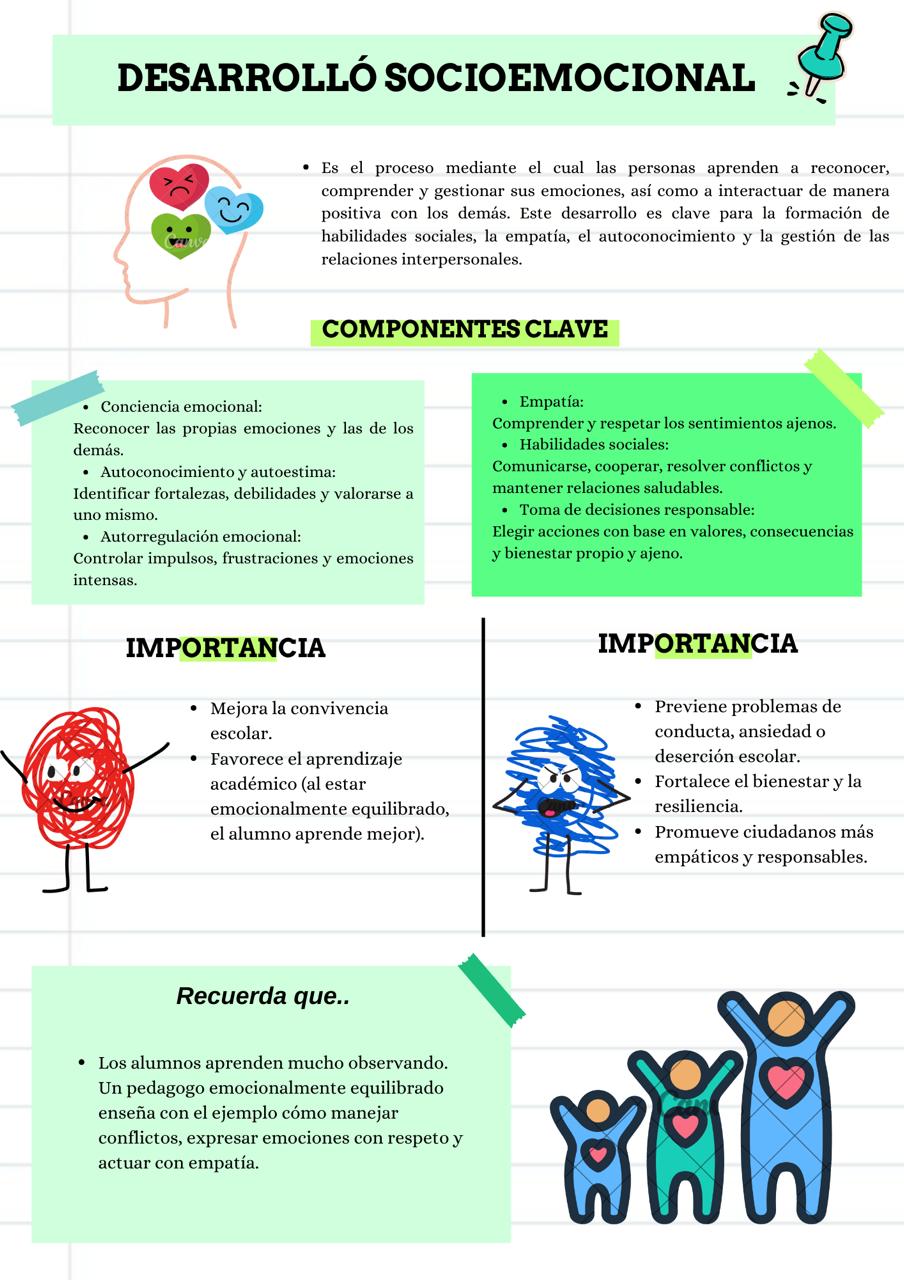 DESARROLLÓ SOCIOEMOCIONAL
• Es el proceso mediante el cual las personas aprenden a reconocer,
comprender y gestionar sus emociones, así como a interactuar de manera
positiva con los demás. Este desarrollo es clave para la formación de
habilidades sociales, la empatía, el autoconocimiento y la gestión de las
relaciones interpersonales.
Canva
COMPONENTES CLAVE
• Conciencia emocional:
Reconocer las propias emociones y las de los
demás.
• Autoconocimiento y autoestima:
Identificar fortalezas, debilidades y valorarse a
uno mismo.
• Autorregulación emocional:
Controlar impulsos, frustraciones y emociones
intensas.
• Empatía:
Comprender y respetar los sentimientos ajenos.
• Habilidades sociales:
Comunicarse, cooperar, resolver conflictos y
mantener relaciones saludables.
• Toma de decisiones responsable:
Elegir acciones con base en valores, consecuencias
y bienestar propio y ajeno.
IMPORTANCIA
• Mejora la convivencia
escolar.
• Favorece el aprendizaje
académico (al estar
emocionalmente equilibrado,
el alumno aprende mejor).
IMPORTANCIA
• Previene problemas de
conducta, ansiedad o
deserción escolar.
• Fortalece el bienestar y la
resiliencia.
• Promueve ciudadanos más
empáticos y responsables.
Recuerda que..
• Los alumnos aprenden mucho observando.
Un pedagogo emocionalmente equilibrado
enseña con el ejemplo cómo manejar
conflictos, expresar emociones con respeto y
actuar con empatía.